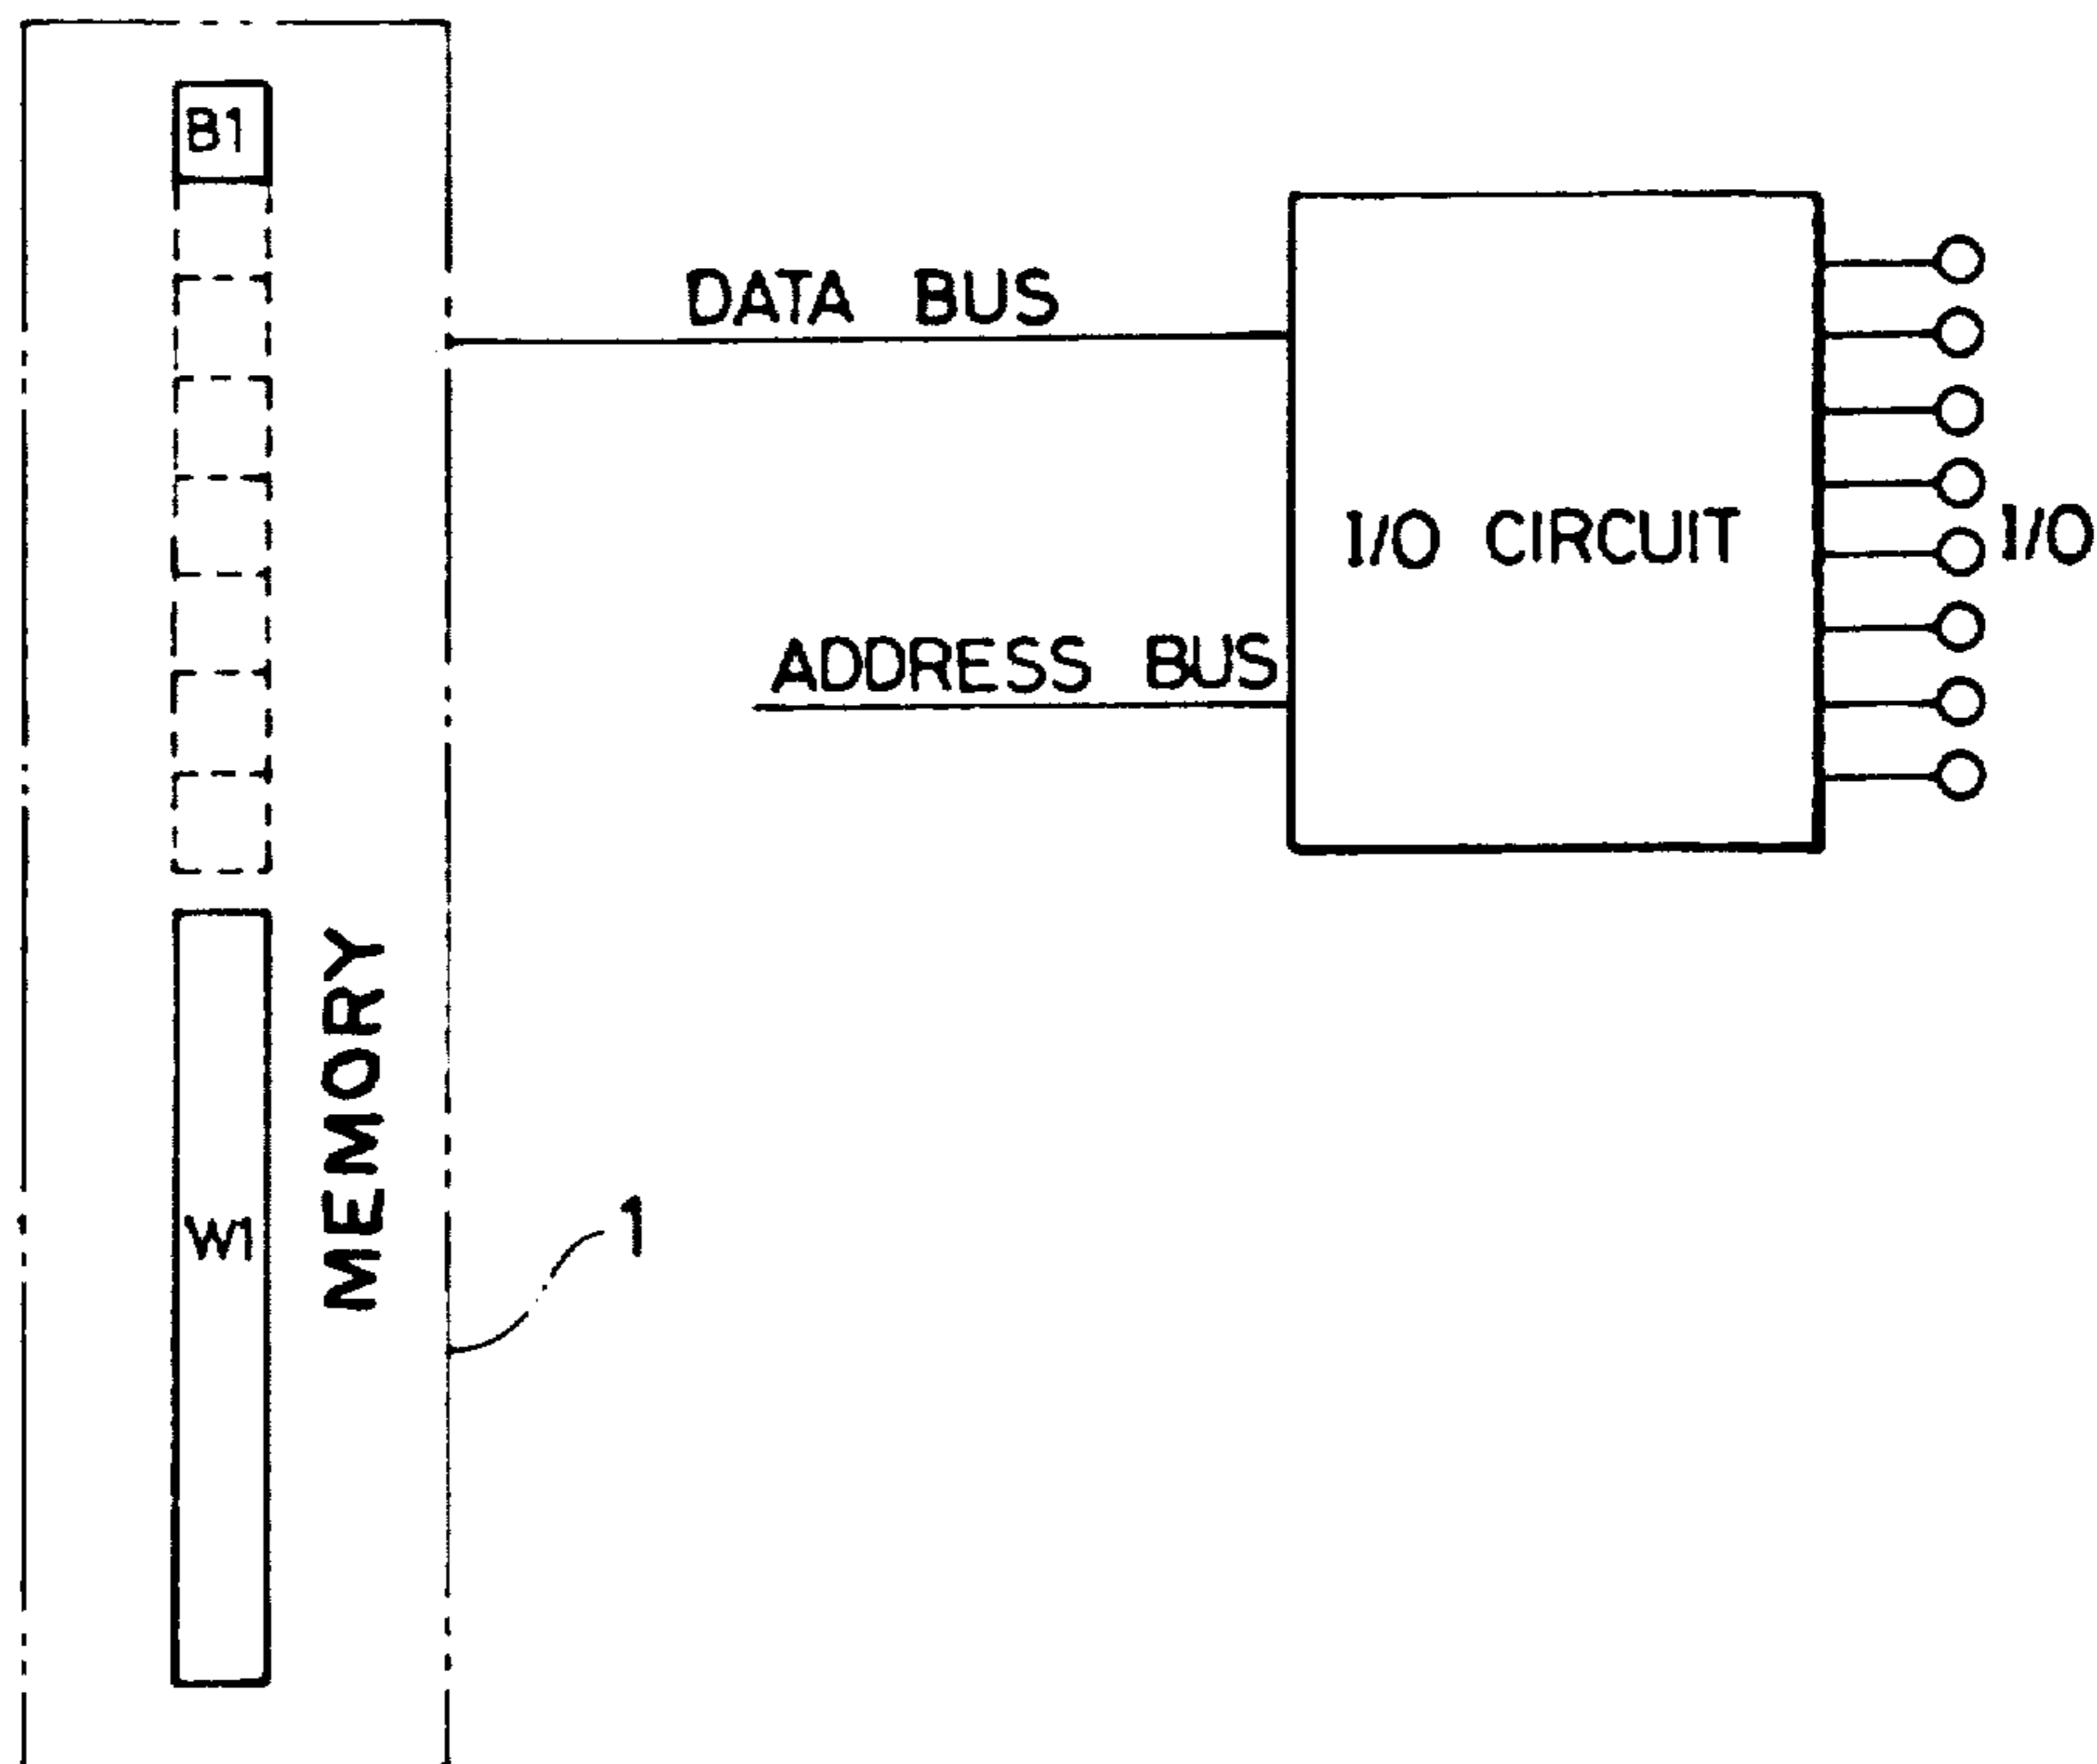 B1
DATA BUS
I/O CIRCUIT
I/O
ADDRESS BUS
MEMORY
W1
1